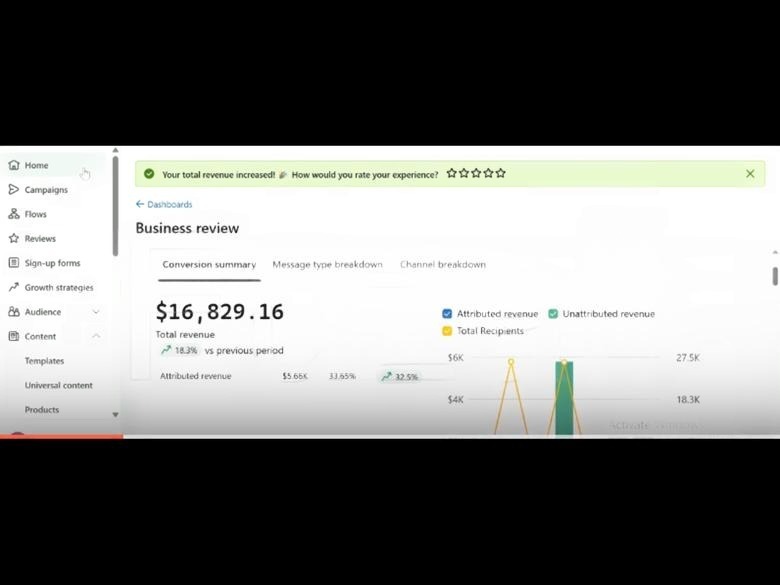 Home
Campaigns
Flows
Reviews
Sign-up forms
Growth strategies
Audience
Content
Templates
Universal content
Products
Your total revenue increased! 🎉 How would you rate your experience? ☆☆☆☆☆
← Dashboards
Business review
Conversion summary Message type breakdown Channel breakdown
$16,829.16
Total revenue
18.3% vs previous period
Attributed revenue $5.66K 33.65% 32.5%
Attributed revenue Unattributed revenue
Total Recipients
$6K 27.5K
$4K 18.3K
Activate Windows